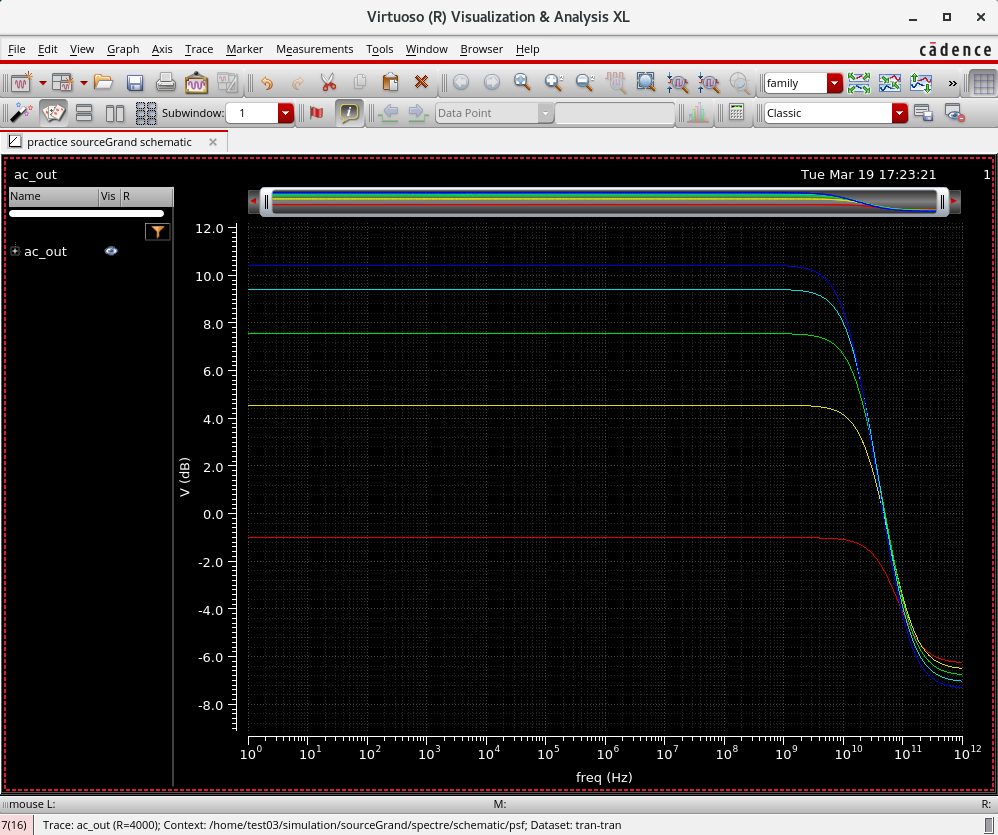 Virtuoso (R) Visualization & Analysis XL
File Edit View Graph Axis Trace Marker Measurements Tools Window Browser Help
cādence
family
»
Subwindow: 1
Data Point
Classic
practice sourceGrand schematic
ac_out
Tue Mar 19 17:23:21
1
Name Vis R
ac_out
12.0
10.0
8.0
6.0
4.0
2.0
0.0
-2.0
-4.0
-6.0
-8.0
V (dB)
10^0 10^1 10^2 10^3 10^4 10^5 10^6 10^7 10^8 10^9 10^10 10^11 10^12
freq (Hz)
mouse L: M: R:
7(16) Trace: ac_out (R=4000); Context: /home/test03/simulation/sourceGrand/spectre/schematic/psf; Dataset: tran-tran